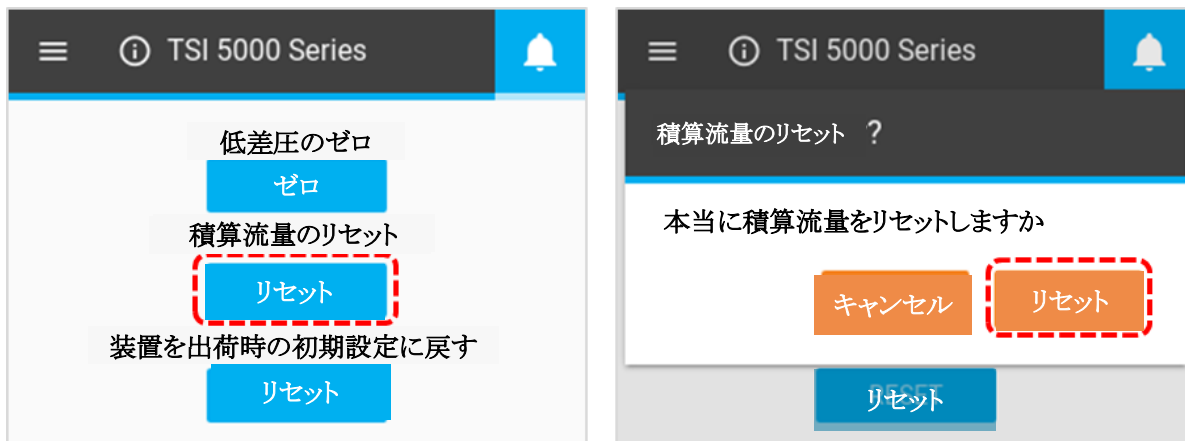 TSI 5000 Series
低差圧のゼロ
ゼロ
積算流量のリセット
リセット
装置を出荷時の初期設定に戻す
リセット
TSI 5000 Series
積算流量のリセット ?
本当に積算流量をリセットしますか
キャンセル
リセット
リセット
RESET